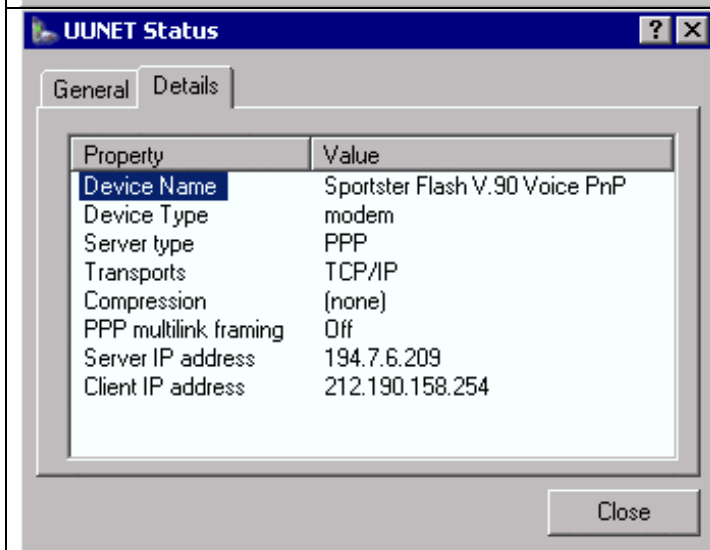 UUNET Status
General Details
Property Value
Device Name Sportster Flash V.90 Voice PnP
Device Type modem
Server type PPP
Transports TCP/IP
Compression (none)
PPP multilink framing Off
Server IP address 194.7.6.209
Client IP address 212.190.158.254
Close